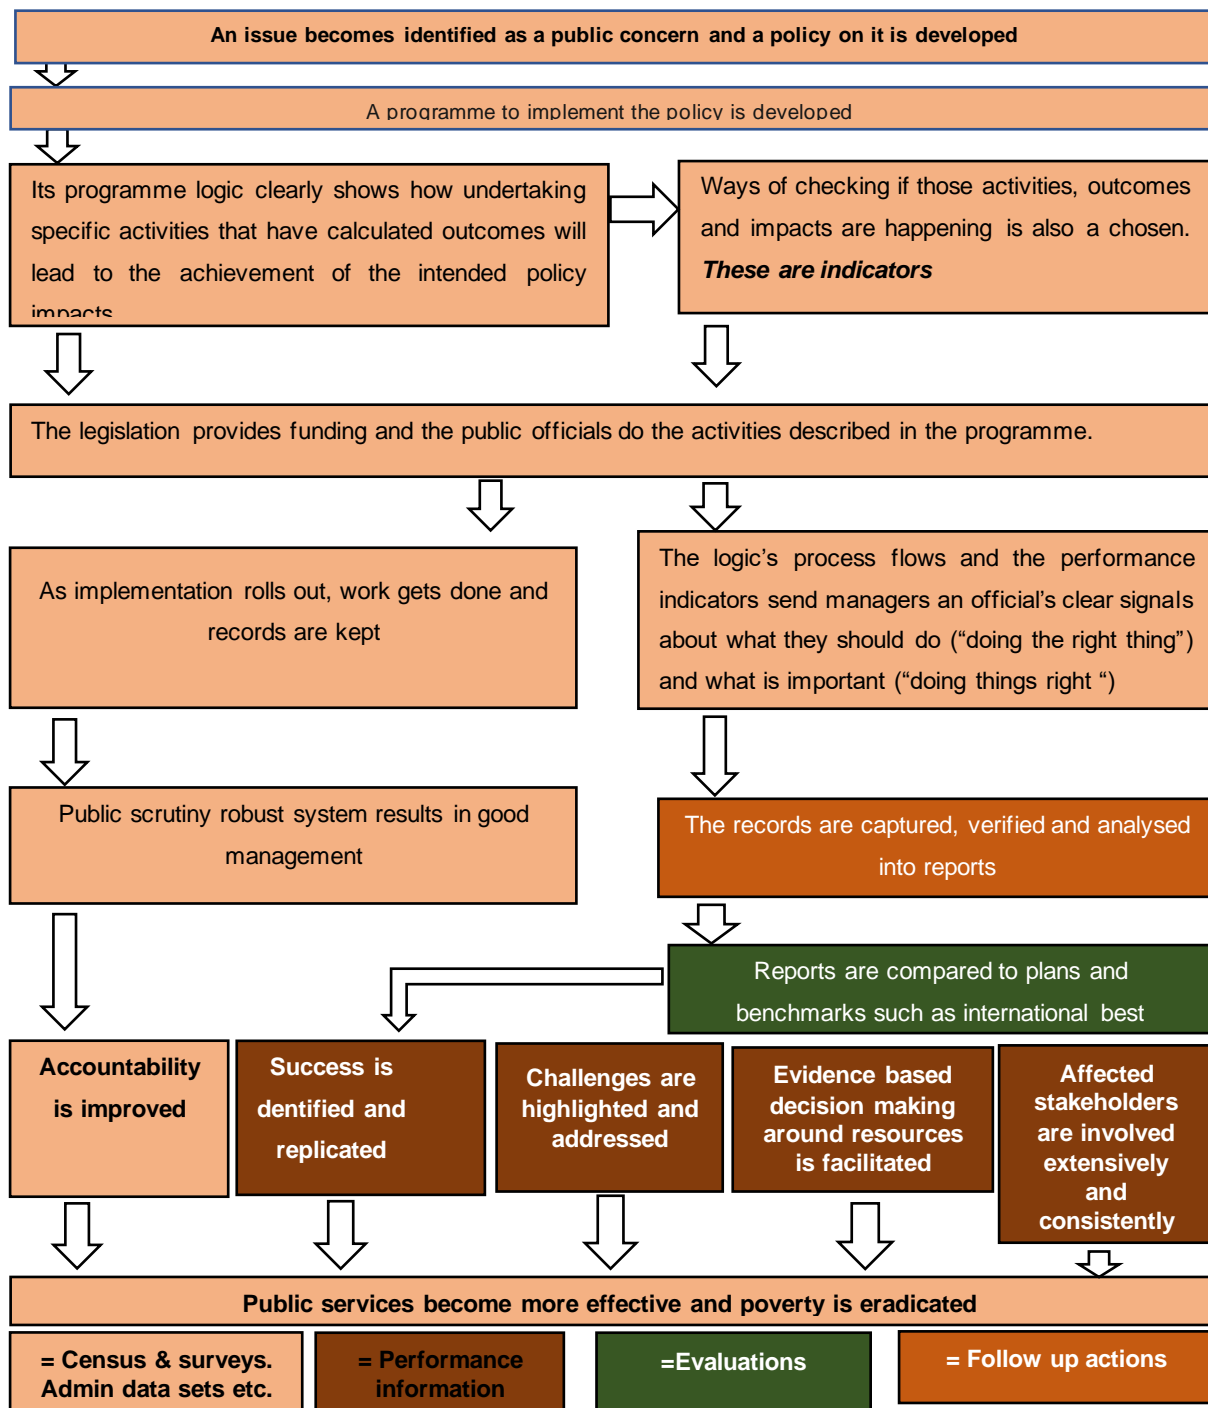 An issue becomes identified as a public concern and a policy on it is developed
A programme to implement the policy is developed
Its programme logic clearly shows how undertaking
specific activities that have calculated outcomes will
lead to the achievement of the intended policy
impacts
Ways of checking if those activities, outcomes
and impacts are happening is also a chosen.
These are indicators
The legislation provides funding and the public officials do the activities described in the programme.
As implementation rolls out, work gets done and
records are kept
The logic's process flows and the performance
indicators send managers an official's clear signals
about what they should do (“doing the right thing”)
and what is important (“doing things right “)
Public scrutiny robust system results in good
management
The records are captured, verified and analysed
into reports
Reports are compared to plans and
benchmarks such as international best
Accountability
is improved
Success is
dentified and
replicated
Challenges are
highlighted and
addressed
Evidence based
decision making
around resources
is facilitated
Affected
stakeholders
are involved
extensively
and
consistently
Public services become more effective and poverty is eradicated
= Census & surveys.
Admin data sets etc.
= Performance
information
=Evaluations
= Follow up actions